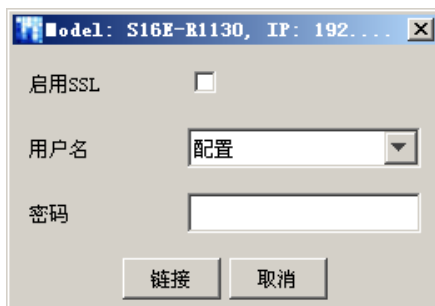 Model: S16E-R1130, IP: 192....
启用SSL
用户名
配置
密码
链接
取消